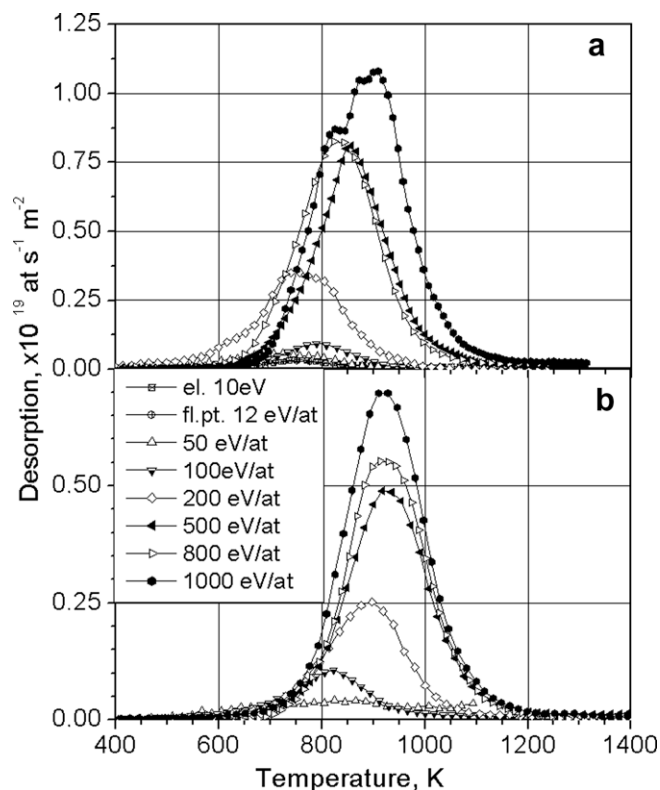 a
1.25
1.00
0.75
0.50
0.25
0.00
Desorption, x10 19 at s-1 m-2
b
el. 10eV
fl.pt. 12 eV/at
50 eV/at
100eV/at
200 eV/at
500 eV/at
800 eV/at
1000 eV/at
0.50
0.25
0.00
400 600 800 1000 1200 1400
Temperature, K